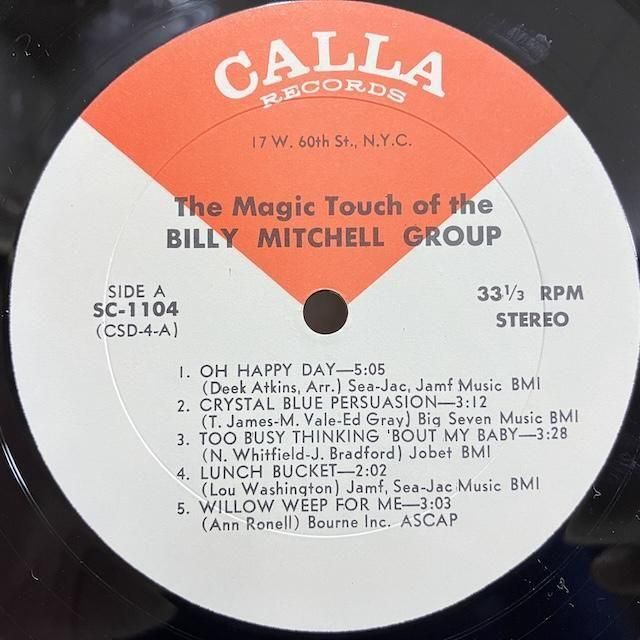 CALLA
RECORDS
17 W. 60th St., N.Y.C.
The Magic Touch of the
BILLY MITCHELL GROUP
SIDE A
SC-1104
(CSD-4-A)
33 1/3 RPM
STEREO
1. OH HAPPY DAY—5:05
(Deek Atkins, Arr.) Sea-Jac, Jamf Music BMI
2. CRYSTAL BLUE PERSUASION—3:12
(T. James-M. Vale-Ed Gray) Big Seven Music BMI
3. TOO BUSY THINKING 'BOUT MY BABY—3:28
(N. Whitfield-J. Bradford) Jobet BMI
4. LUNCH BUCKET—2:02
(Lou Washington) Jamf, Sea-Jac Music BMI
5. WILLOW WEEP FOR ME—3:03
(Ann Ronell) Bourne Inc. ASCAP